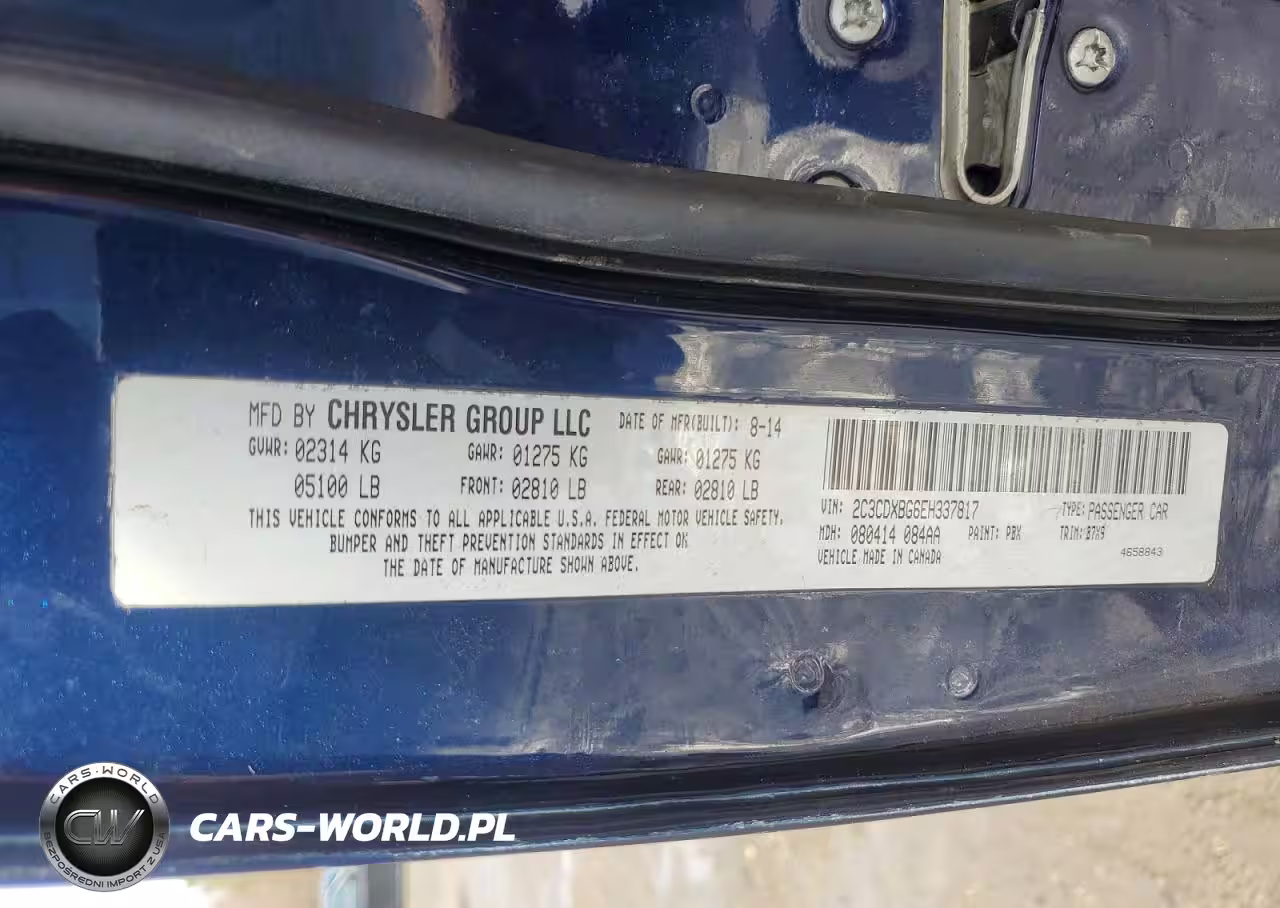 MFD BY CHRYSLER GROUP LLC DATE OF MFR(BUILT): 8-14
GVWR: 02314 KG GAWR: 01275 KG GAWR: 01275 KG
05100 LB FRONT: 02810 LB REAR: 02810 LB
THIS VEHICLE CONFORMS TO ALL APPLICABLE U.S.A. FEDERAL MOTOR VEHICLE SAFETY,
BUMPER AND THEFT PREVENTION STANDARDS IN EFFECT ON
THE DATE OF MANUFACTURE SHOWN ABOVE.
VIN: 2C3CDXBG6EH337817 TYPE: PASSENGER CAR
MDH: 080414 084AA PAINT: PBX TRIM: B7X9
VEHICLE MADE IN CANADA 4658843
CARS-WORLD
CW
BEZPOŚREDNI IMPORT Z USA
CARS-WORLD.PL